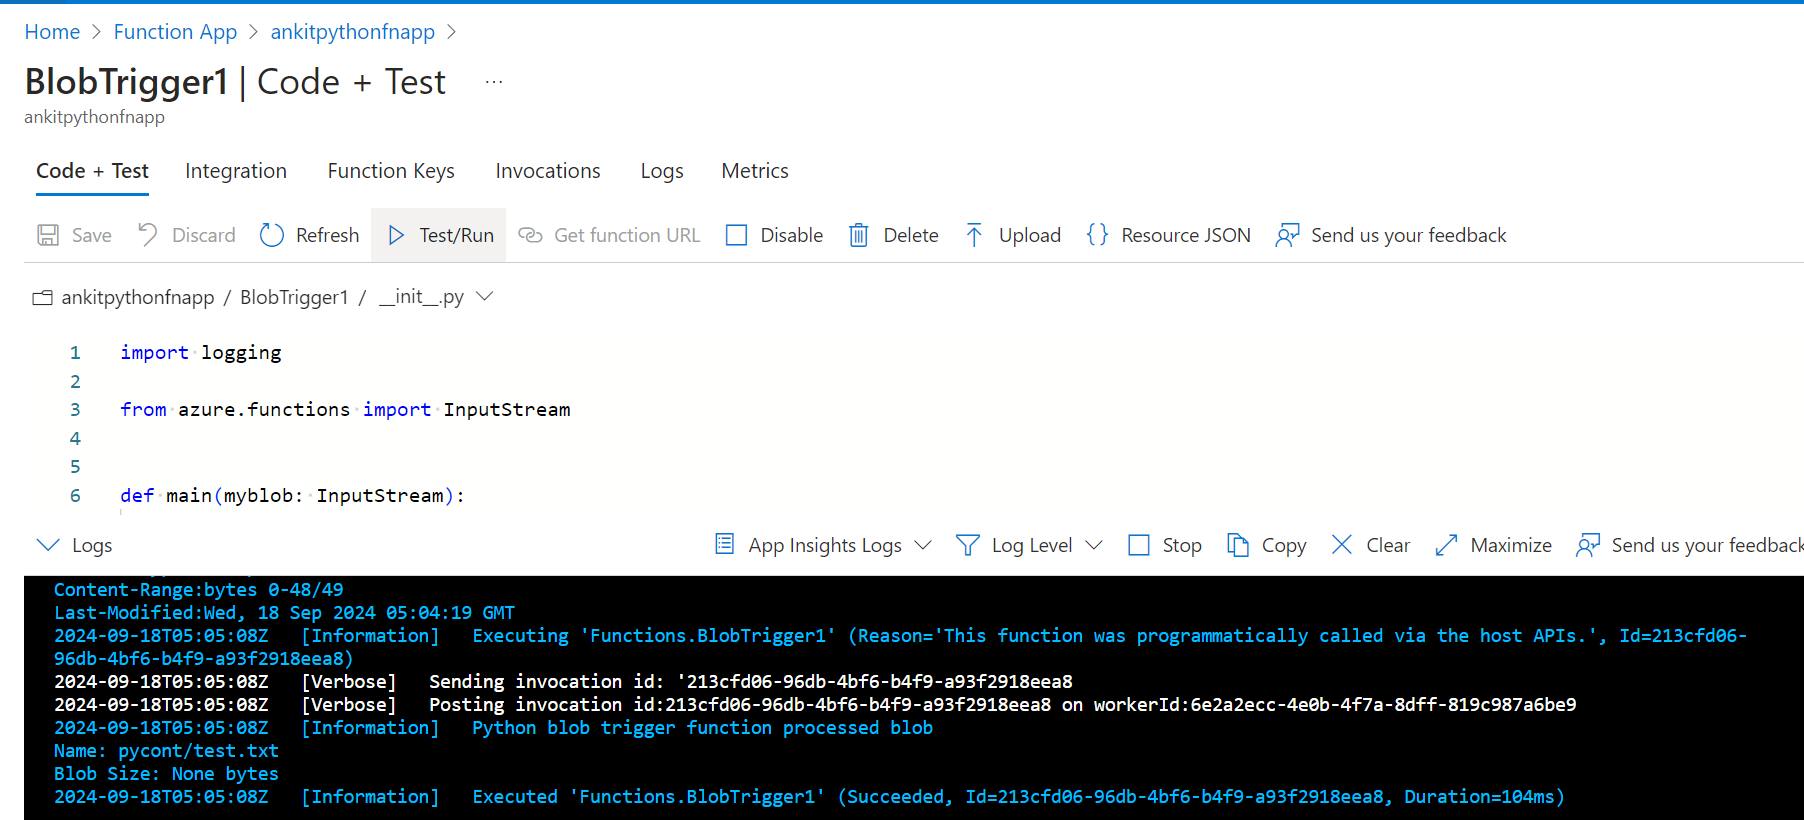 Home > Function App > ankitpythonfnapp >
BlobTrigger1 | Code + Test ...
ankitpythonfnapp
Code + Test Integration Function Keys Invocations Logs Metrics
Save Discard Refresh Test/Run Get function URL Disable Delete Upload Resource JSON Send us your feedback
ankitpythonfnapp / BlobTrigger1 / __init__.py
1 import logging
2
3 from azure.functions import InputStream
4
5
6 def main(myblob: InputStream):
Logs App Insights Logs Log Level Stop Copy Clear Maximize Send us your feedback
Content-Range:bytes 0-48/49
Last-Modified:Wed, 18 Sep 2024 05:04:19 GMT
2024-09-18T05:05:08Z [Information] Executing 'Functions.BlobTrigger1' (Reason='This function was programmatically called via the host APIs.', Id=213cfd06-
96db-4bf6-b4f9-a93f2918eea8)
2024-09-18T05:05:08Z [Verbose] Sending invocation id: '213cfd06-96db-4bf6-b4f9-a93f2918eea8
2024-09-18T05:05:08Z [Verbose] Posting invocation id:213cfd06-96db-4bf6-b4f9-a93f2918eea8 on workerId:6e2a2ecc-4e0b-4f7a-8dff-819c987a6be9
2024-09-18T05:05:08Z [Information] Python blob trigger function processed blob
Name: pycont/test.txt
Blob Size: None bytes
2024-09-18T05:05:08Z [Information] Executed 'Functions.BlobTrigger1' (Succeeded, Id=213cfd06-96db-4bf6-b4f9-a93f2918eea8, Duration=104ms)